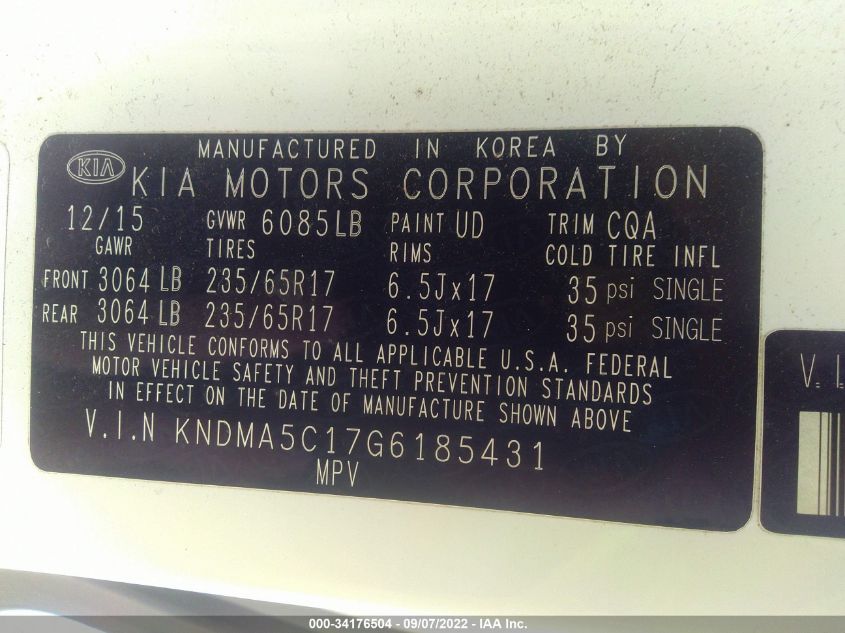 MANUFACTURED IN KOREA BY
KIA KIA MOTORS CORPORATION
12/15 GVWR 6085LB PAINT UD TRIM CQA
GAWR TIRES RIMS COLD TIRE INFL
FRONT 3064 LB 235/65R17 6.5Jx17 35 psi SINGLE
REAR 3064 LB 235/65R17 6.5Jx17 35 psi SINGLE
THIS VEHICLE CONFORMS TO ALL APPLICABLE U.S.A. FEDERAL
MOTOR VEHICLE SAFETY AND THEFT PREVENTION STANDARDS
IN EFFECT ON THE DATE OF MANUFACTURE SHOWN ABOVE
V.I.N KNDMA5C17G6185431
MPV
V. I.
000-34176504 - 09/07/2022 - IAA Inc.